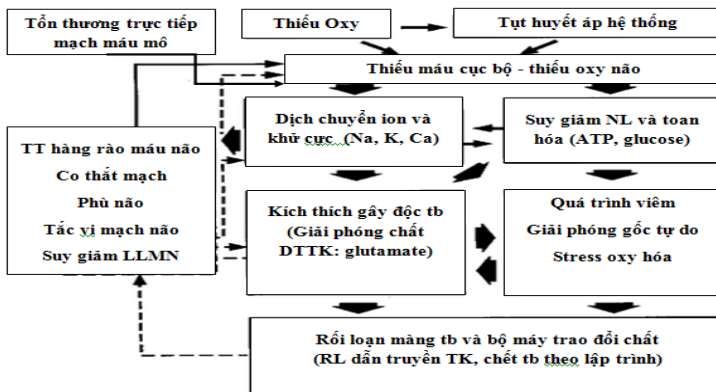 Tổn thương trực tiếp
mạch máu mô
Thiếu Oxy
Tụt huyết áp hệ thống
Thiếu máu cục bộ - thiếu oxy não
Dịch chuyển ion và
khử cực (Na, K, Ca)
Suy giảm NL và toan
hóa (ATP, glucose)
TT hàng rào máu não
Co thắt mạch
Phù não
Tắc vi mạch não
Suy giảm LLMN
Kích thích gây độc tb
(Giải phóng chất
DTTK: glutamate)
Quá trình viêm
Giải phóng gốc tự do
Stress oxy hóa
Rối loạn màng tb và bộ máy trao đổi chất
(RL dẫn truyền TK, chết tb theo lập trình)